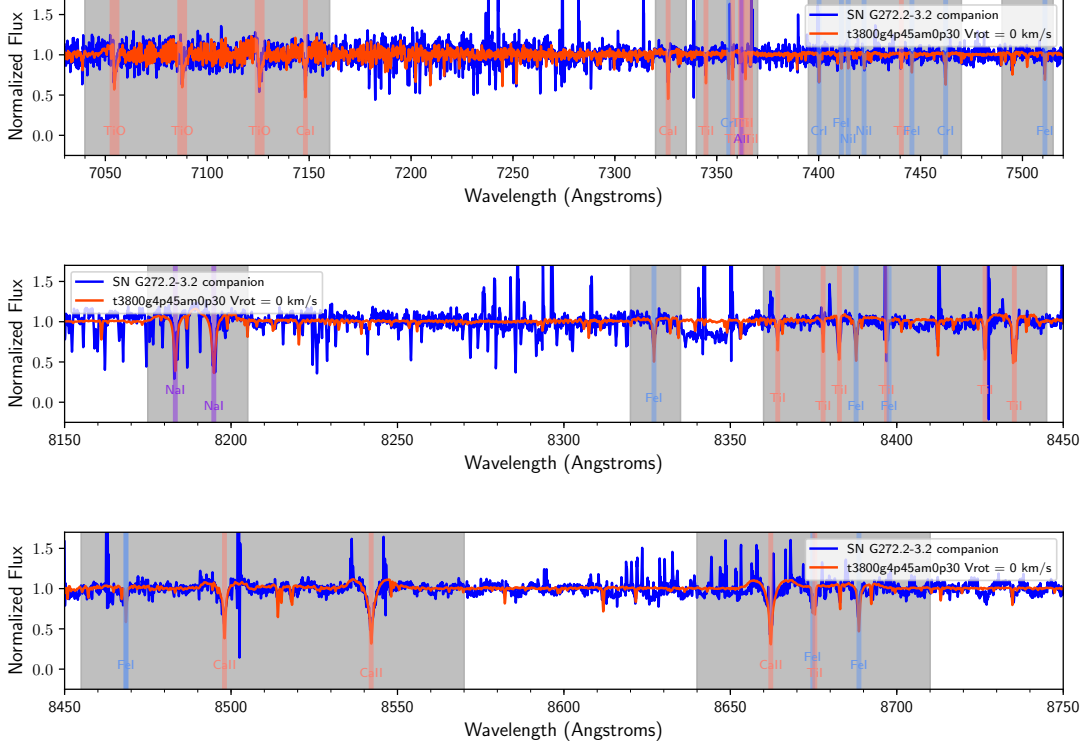 Normalized Flux
1.5
1.0
0.5
0.0
SN G272.2-3.2 companion
t3800g4p45am0p30 Vrot = 0 km/s
TiO
TiO
TiO
CaI
CaI
TiI
CrI
AlI
CrI
FeI
NiI
NiI
FeI
CrI
FeI
7050
7100
7150
7200
7250
7300
7350
7400
7450
7500
Wavelength (Angstroms)
Normalized Flux
1.5
1.0
0.5
0.0
SN G272.2-3.2 companion
t3800g4p45am0p30 Vrot = 0 km/s
NaI
NaI
FeI
TiI
TiI
TiI
FeI
TiI
FeI
TiI
TiI
8150
8200
8250
8300
8350
8400
8450
Wavelength (Angstroms)
Normalized Flux
1.5
1.0
0.5
0.0
SN G272.2-3.2 companion
t3800g4p45am0p30 Vrot = 0 km/s
FeI
CaII
CaII
CaII
FeI
TiI
FeI
8450
8500
8550
8600
8650
8700
8750
Wavelength (Angstroms)